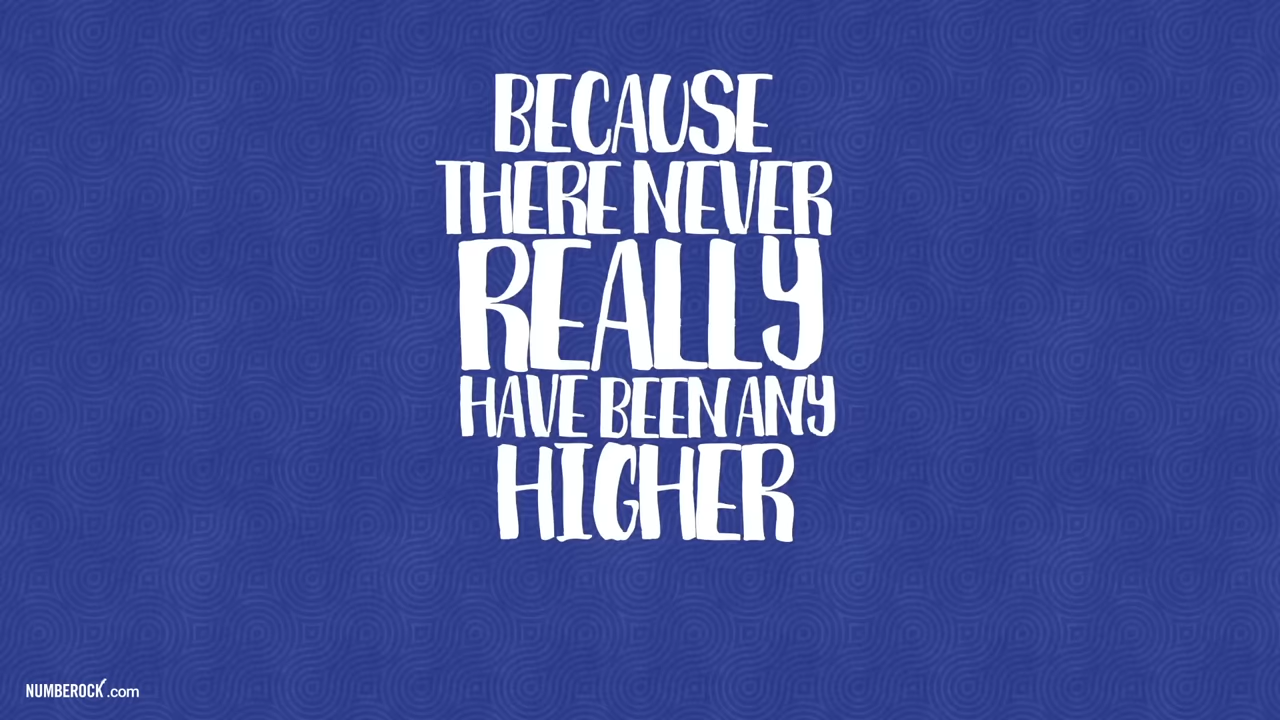 BECAUSE
THERE NEVER
REALLY
HAVE BEEN ANY
HIGHER
NUMBEROCK.com